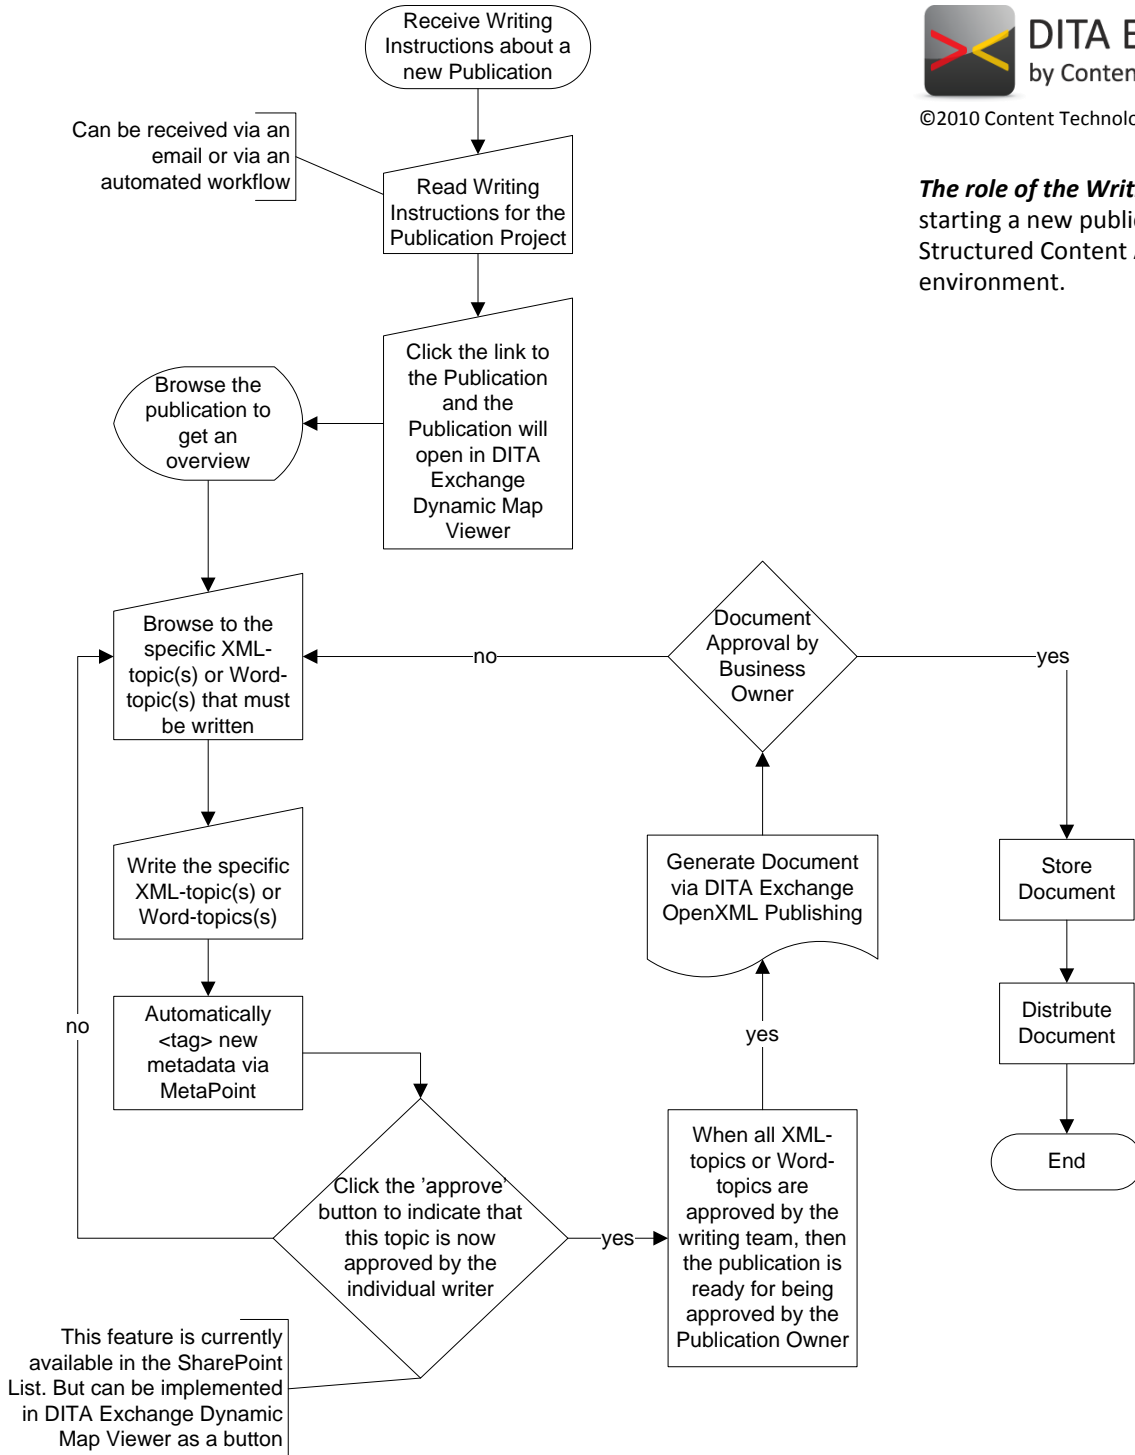 Receive Writing
Instructions about a
new Publication
DITA
by
©2010 Content
Can be received via an
email or via an
automated workflow
Read Writing
Instructions for the
Publication Project
The role of the
starting a new
Structured Content
environment.
Click the link to
the Publication
and the
Publication will
open in DITA
Exchange
Dynamic Map
Viewer
Browse the
publication to
get an
overview
Browse to the
specific XML-
topic(s) or Word-
topic(s) that must
be written
no
Document
Approval by
Business
Owner
yes
Write the specific
XML-topic(s) or
Word-topics(s)
Generate Document
via DITA Exchange
OpenXML Publishing
Store
Document
Automatically
<tag> new
metadata via
MetaPoint
no
yes
Distribute
Document
Click the 'approve'
button to indicate that
this topic is now
approved by the
individual writer
yes
When all XML-
topics or Word-
topics are
approved by the
writing team, then
the publication is
ready for being
approved by the
Publication Owner
End
This feature is currently
available in the SharePoint
List. But can be implemented
in DITA Exchange Dynamic
Map Viewer as a button